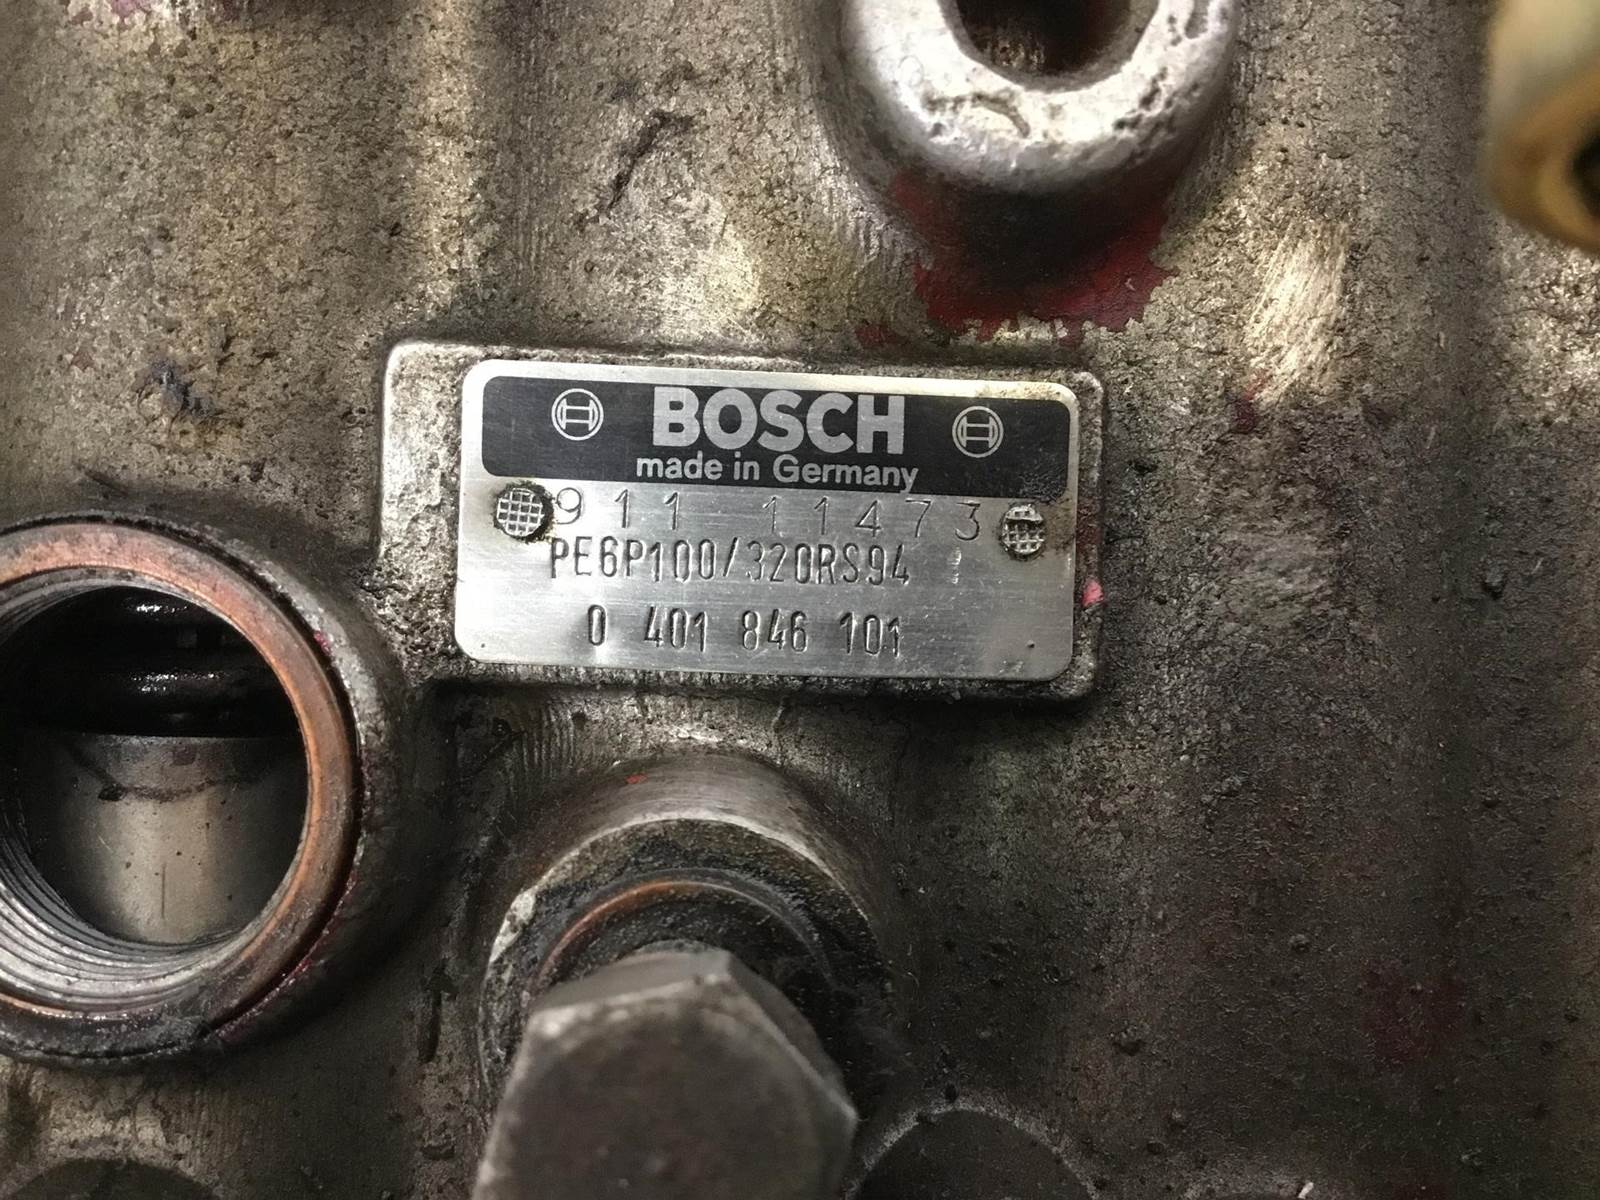 BOSCH
made in Germany
911 11473
PE6P100/320RS94
0 401 846 101